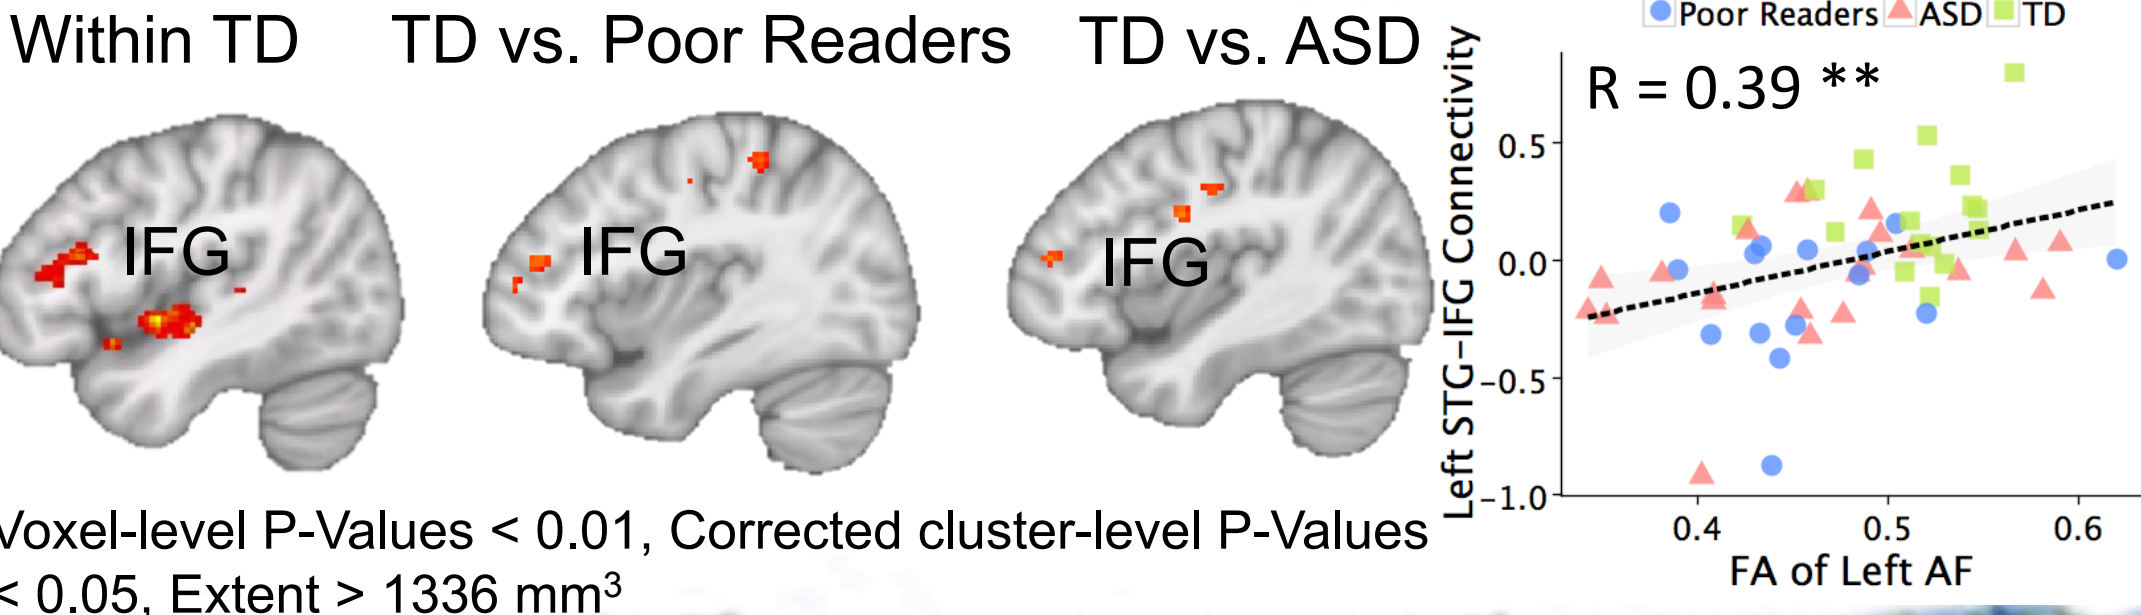 Within TD
TD vs. Poor Readers
TD vs. ASD
IFG
IFG
IFG
Voxel-level P-Values < 0.01, Corrected cluster-level P-Values
< 0.05, Extent > 1336 mm³
Poor Readers ASD TD
R = 0.39 **
Left STG-IFG Connectivity
0.5
0.0
-0.5
-1.0
0.4 0.5 0.6
FA of Left AF